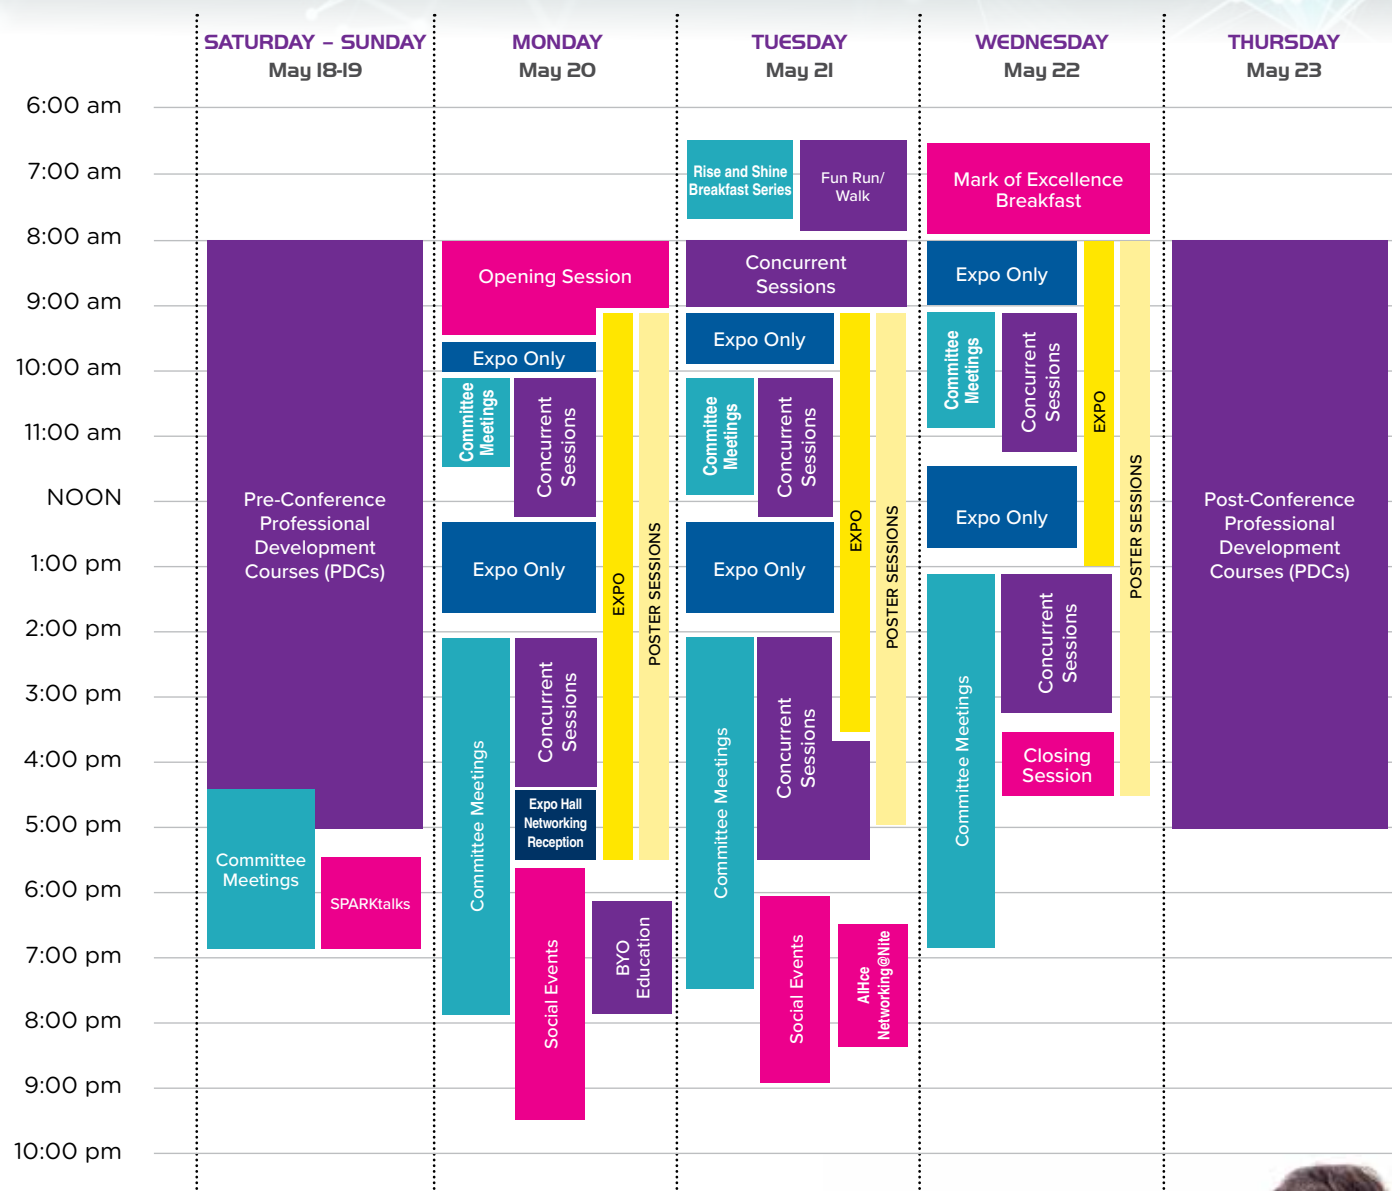 SATURDAY – SUNDAY
May 18-19
MONDAY
May 20
TUESDAY
May 21
WEDNESDAY
May 22
THURSDAY
May 23
6:00 am
7:00 am
8:00 am
9:00 am
10:00 am
11:00 am
NOON
1:00 pm
2:00 pm
3:00 pm
4:00 pm
5:00 pm
6:00 pm
7:00 pm
8:00 pm
9:00 pm
10:00 pm
Pre-Conference
Professional
Development
Courses (PDCs)
Committee
Meetings
SPARKtalks
Opening Session
Expo Only
Committee
Meetings
Concurrent
Sessions
Expo Only
Committee Meetings
Concurrent
Sessions
Expo Hall
Networking
Reception
Social Events
BYO
Education
EXPO
POSTER SESSIONS
Rise and Shine
Breakfast Series
Fun Run/
Walk
Concurrent
Sessions
Expo Only
Committee
Meetings
Concurrent
Sessions
Expo Only
Committee Meetings
Concurrent
Sessions
Social Events
AIHce
Networking@Nite
EXPO
POSTER SESSIONS
Mark of Excellence
Breakfast
Expo Only
Committee
Meetings
Concurrent
Sessions
Expo Only
Committee Meetings
Concurrent
Sessions
Closing
Session
EXPO
POSTER SESSIONS
Post-Conference
Professional
Development
Courses (PDCs)